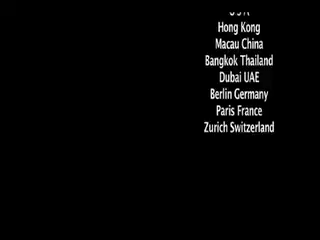 Hong Kong
Macau China
Bangkok Thailand
Dubai UAE
Berlin Germany
Paris France
Zurich Switzerland